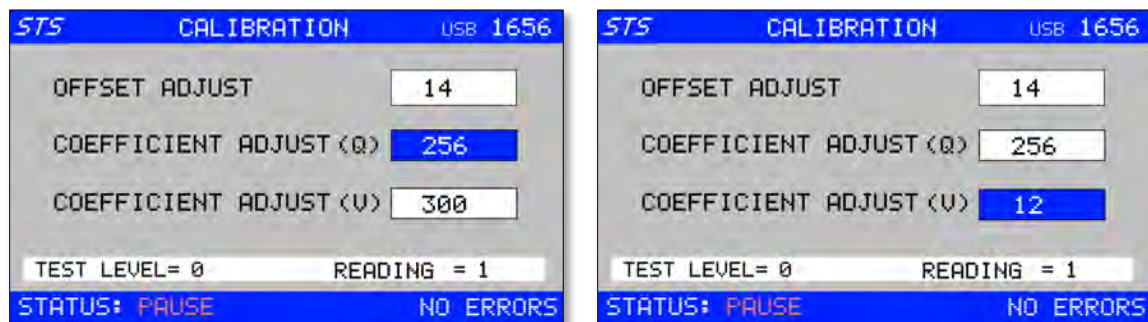 STS CALIBRATION USB 1656
OFFSET ADJUST 14
COEFFICIENT ADJUST (Q) 256
COEFFICIENT ADJUST (V) 300
TEST LEVEL= 0 READING = 1
STATUS: PAUSE NO ERRORS
STS CALIBRATION USB 1656
OFFSET ADJUST 14
COEFFICIENT ADJUST (Q) 256
COEFFICIENT ADJUST (V) 12
TEST LEVEL= 0 READING = 1
STATUS: PAUSE NO ERRORS